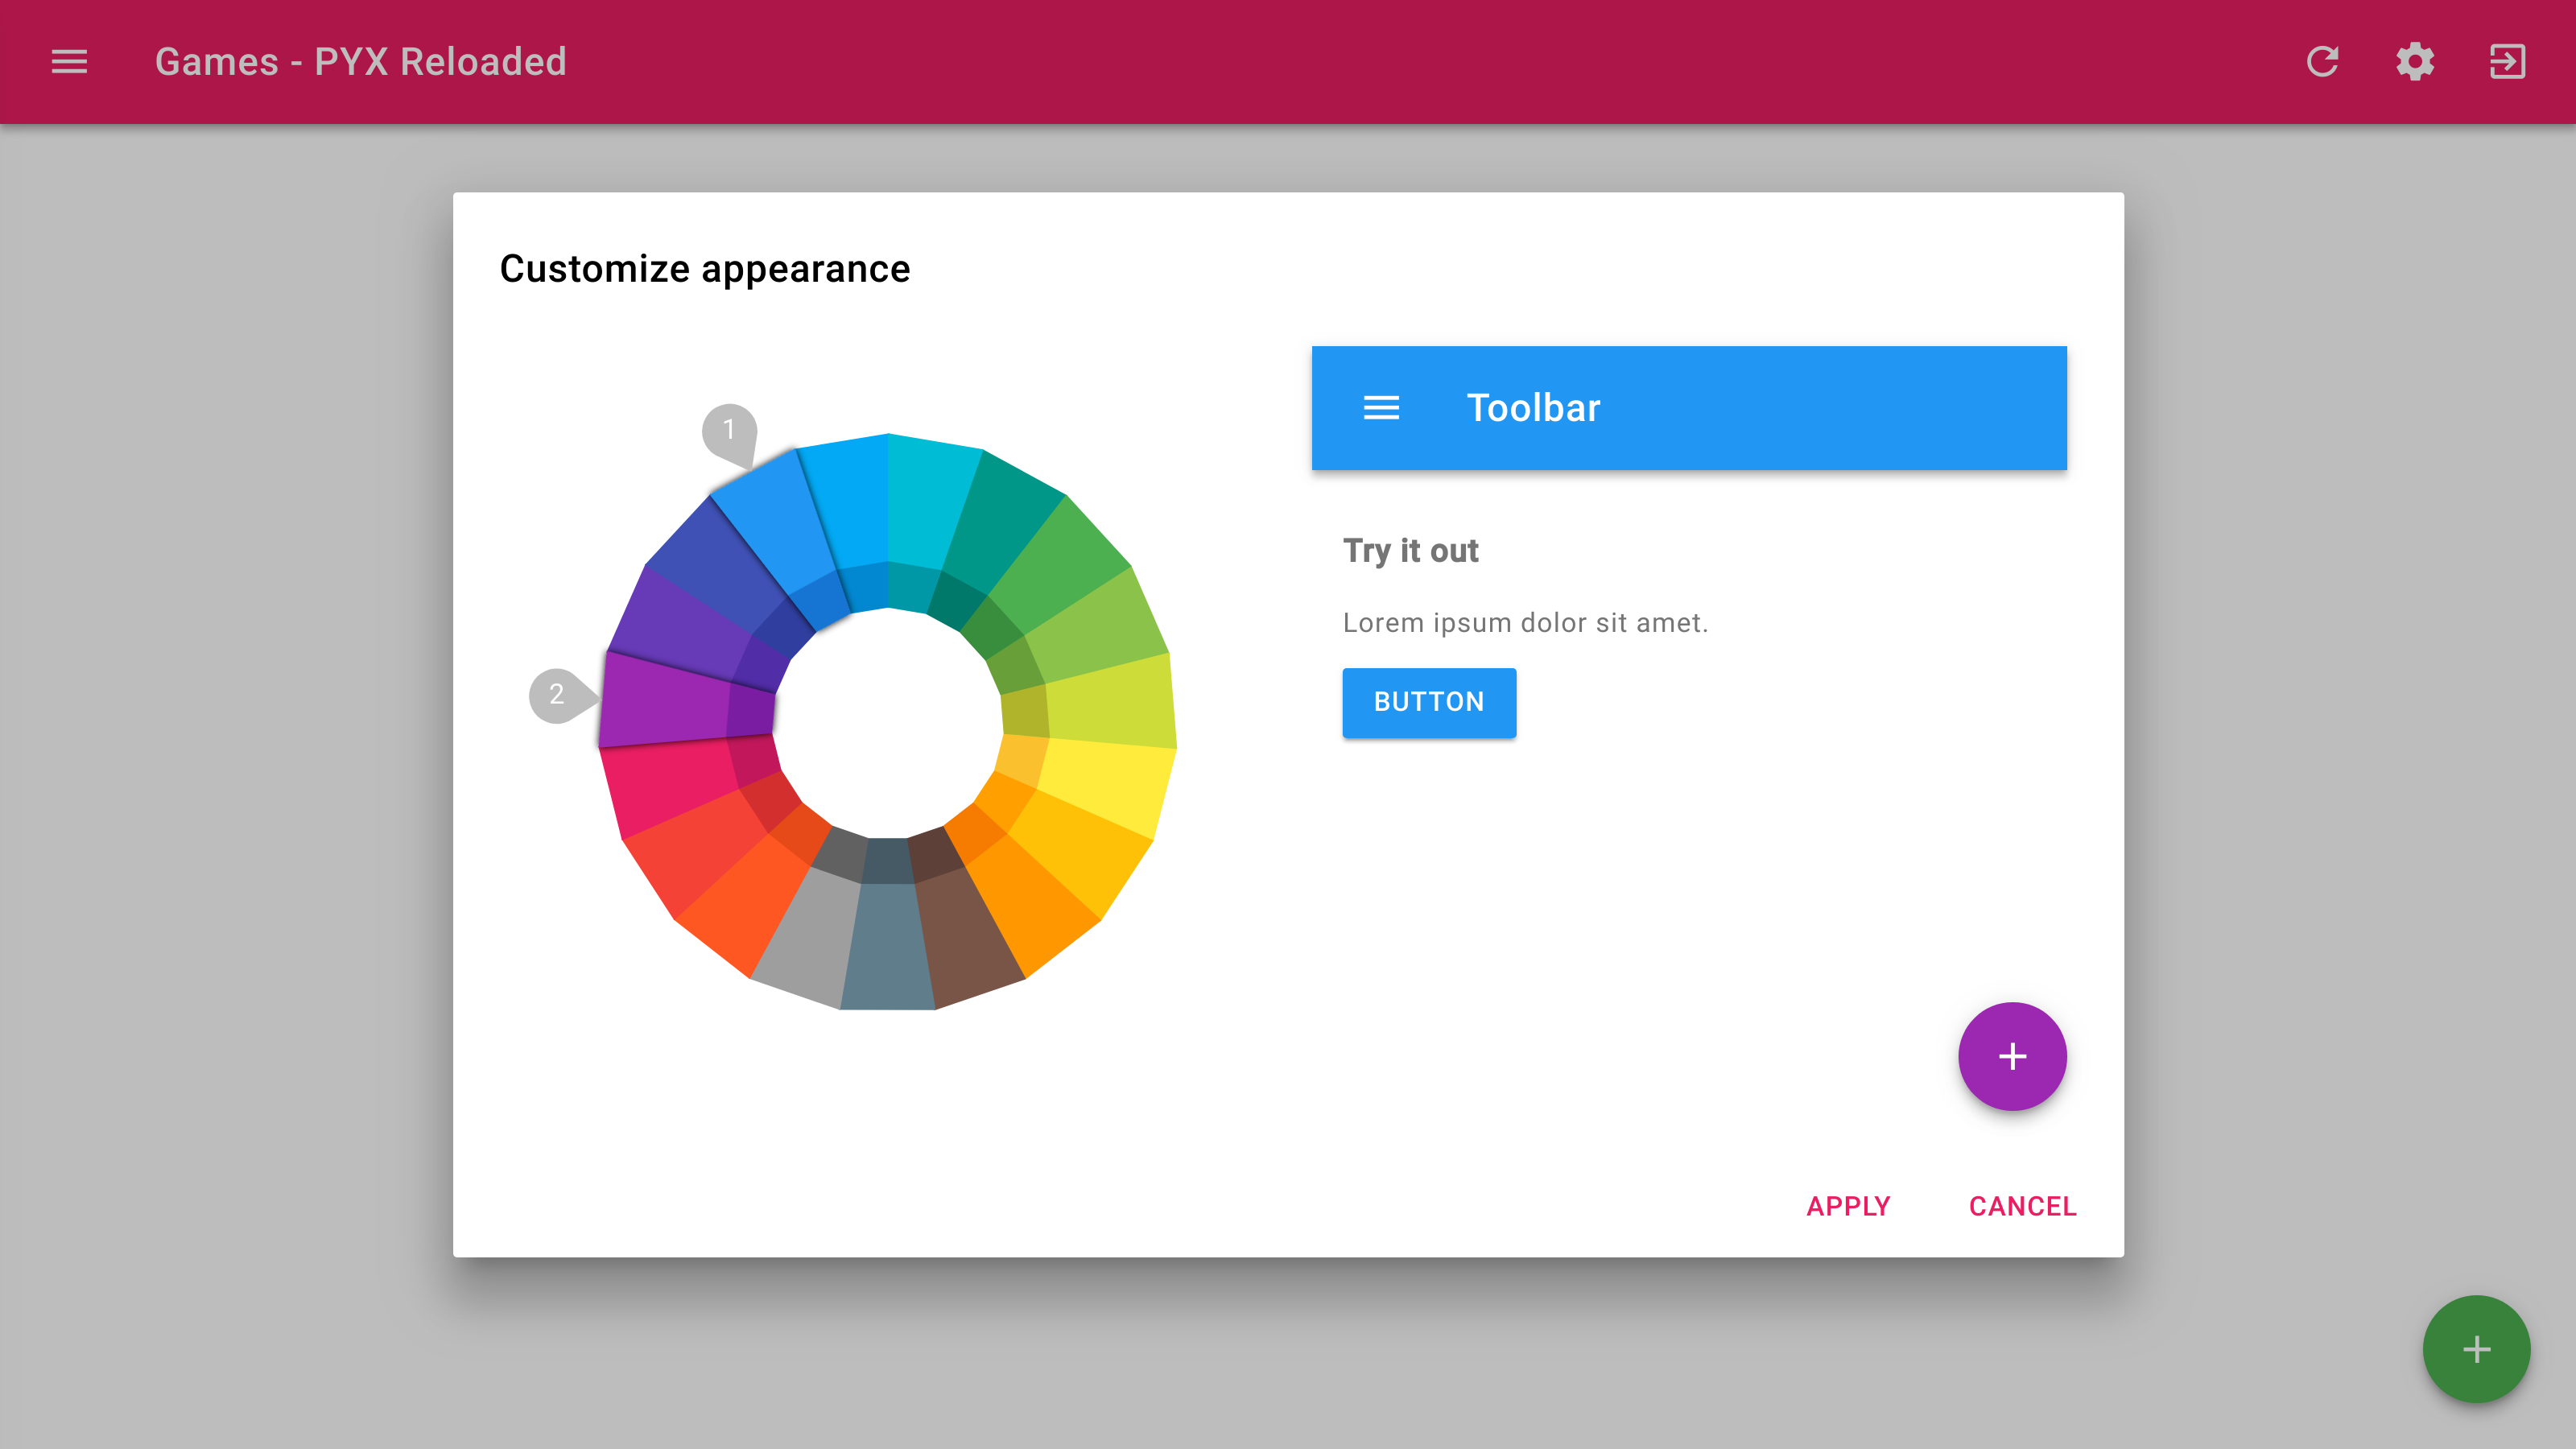 Games - PYX Reloaded
Customize appearance
1
2
Toolbar
Try it out
Lorem ipsum dolor sit amet.
BUTTON
APPLY CANCEL